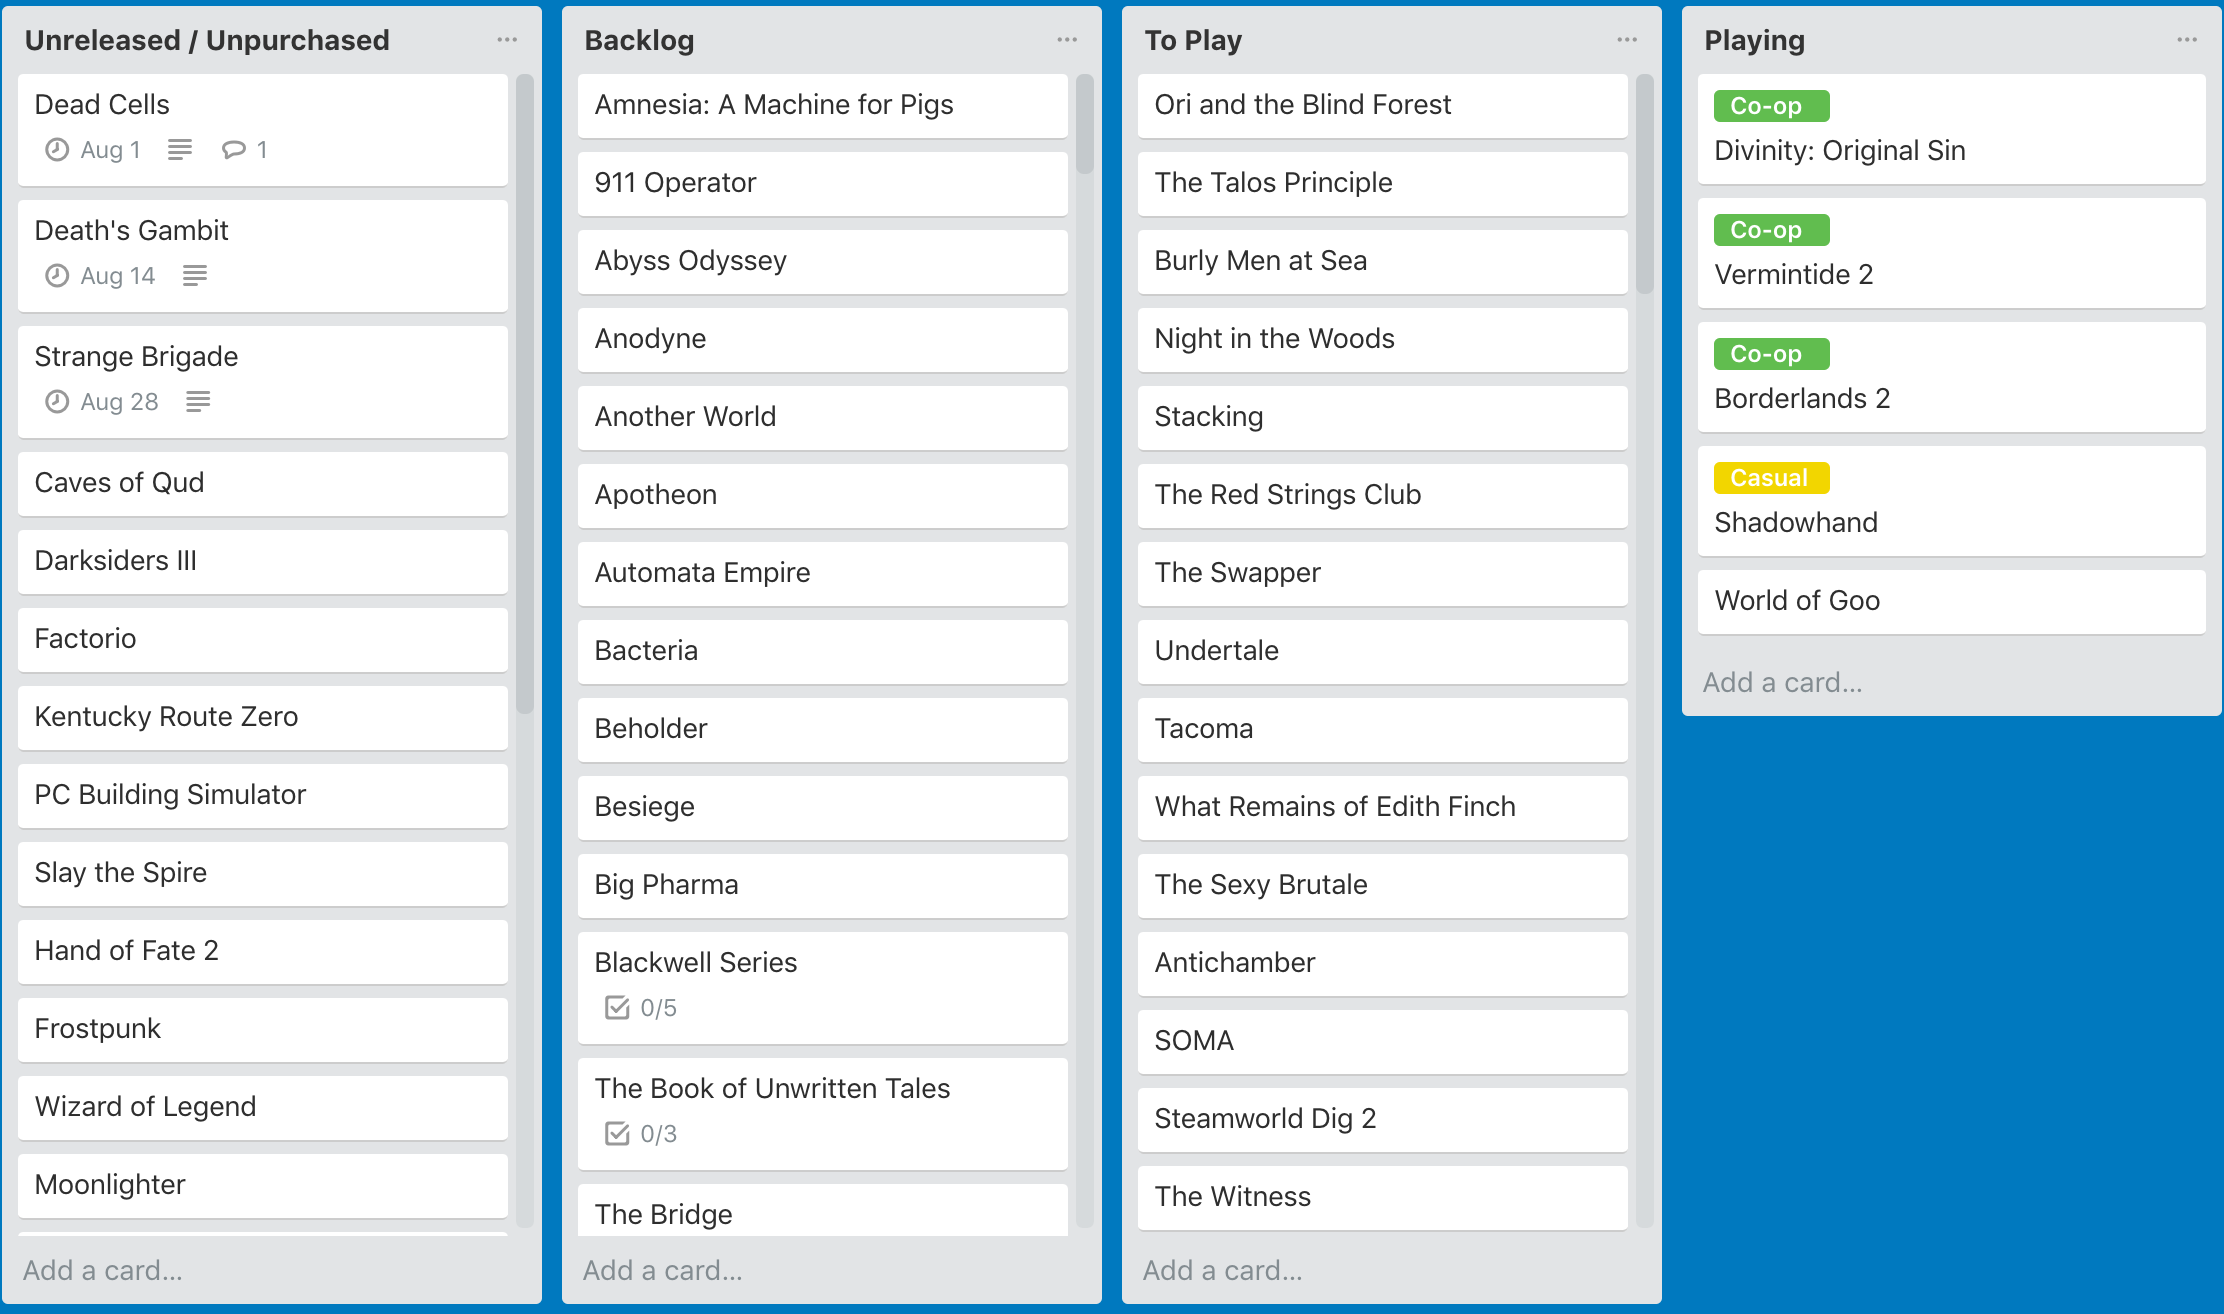 Unreleased / Unpurchased
Dead Cells
Aug 1
1
Death's Gambit
Aug 14
Strange Brigade
Aug 28
Caves of Qud
Darksiders III
Factorio
Kentucky Route Zero
PC Building Simulator
Slay the Spire
Hand of Fate 2
Frostpunk
Wizard of Legend
Moonlighter
Add a card...
Backlog
Amnesia: A Machine for Pigs
911 Operator
Abyss Odyssey
Anodyne
Another World
Apotheon
Automata Empire
Bacteria
Beholder
Besiege
Big Pharma
Blackwell Series
0/5
The Book of Unwritten Tales
0/3
The Bridge
Add a card...
To Play
Ori and the Blind Forest
The Talos Principle
Burly Men at Sea
Night in the Woods
Stacking
The Red Strings Club
The Swapper
Undertale
Tacoma
What Remains of Edith Finch
The Sexy Brutale
Antichamber
SOMA
Steamworld Dig 2
The Witness
Add a card...
Playing
Co-op
Divinity: Original Sin
Co-op
Vermintide 2
Co-op
Borderlands 2
Casual
Shadowhand
World of Goo
Add a card...